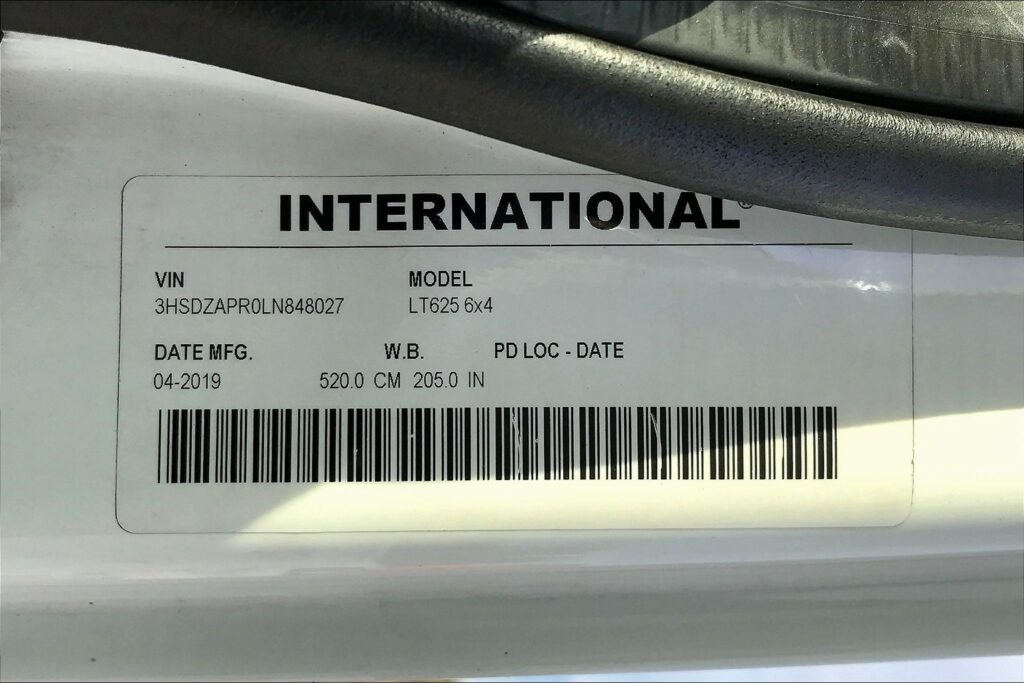 INTERNATIONAL®
VIN MODEL
3HSDZAPR0LN848027 LT625 6x4
DATE MFG. W.B. PD LOC - DATE
04-2019 520.0 CM 205.0 IN